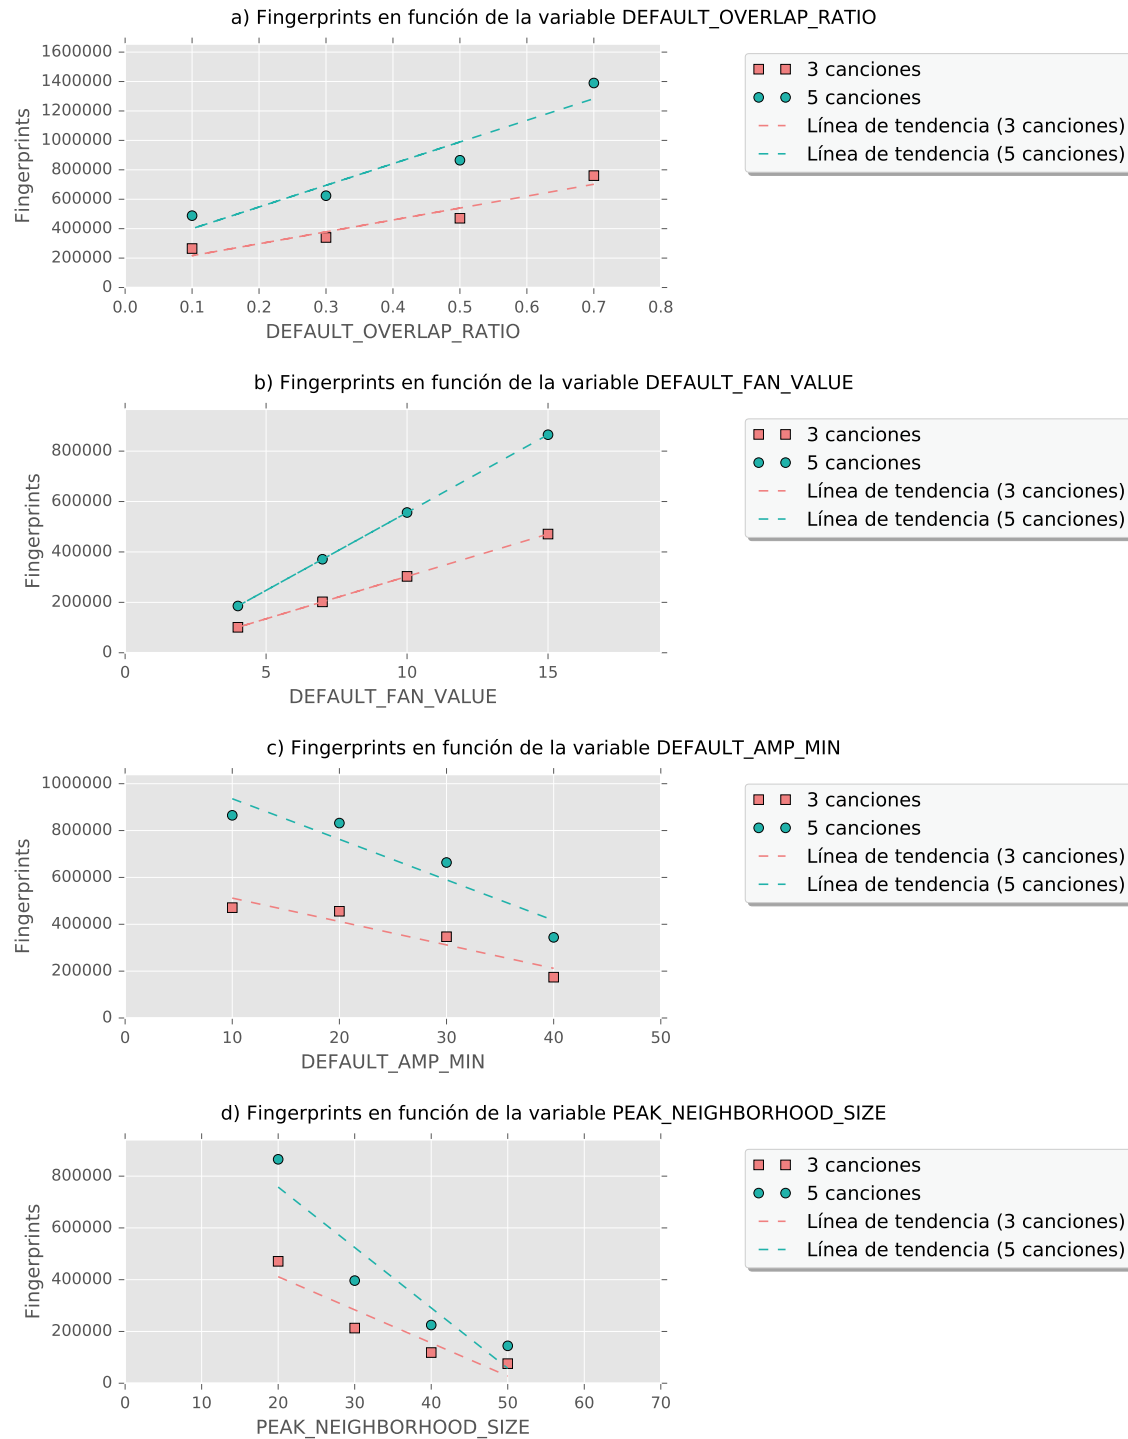 a) Fingerprints en función de la variable DEFAULT_OVERLAP_RATIO
1600000
1400000
1200000
1000000
800000
600000
400000
200000
0
Fingerprints
0.0 0.1 0.2 0.3 0.4 0.5 0.6 0.7 0.8
DEFAULT_OVERLAP_RATIO
3 canciones
5 canciones
Línea de tendencia (3 canciones)
Línea de tendencia (5 canciones)
b) Fingerprints en función de la variable DEFAULT_FAN_VALUE
800000
600000
400000
200000
0
Fingerprints
0 5 10 15
DEFAULT_FAN_VALUE
3 canciones
5 canciones
Línea de tendencia (3 canciones)
Línea de tendencia (5 canciones)
c) Fingerprints en función de la variable DEFAULT_AMP_MIN
1000000
800000
600000
400000
200000
0
Fingerprints
0 10 20 30 40 50
DEFAULT_AMP_MIN
3 canciones
5 canciones
Línea de tendencia (3 canciones)
Línea de tendencia (5 canciones)
d) Fingerprints en función de la variable PEAK_NEIGHBORHOOD_SIZE
800000
600000
400000
200000
0
Fingerprints
0 10 20 30 40 50 60 70
PEAK_NEIGHBORHOOD_SIZE
3 canciones
5 canciones
Línea de tendencia (3 canciones)
Línea de tendencia (5 canciones)